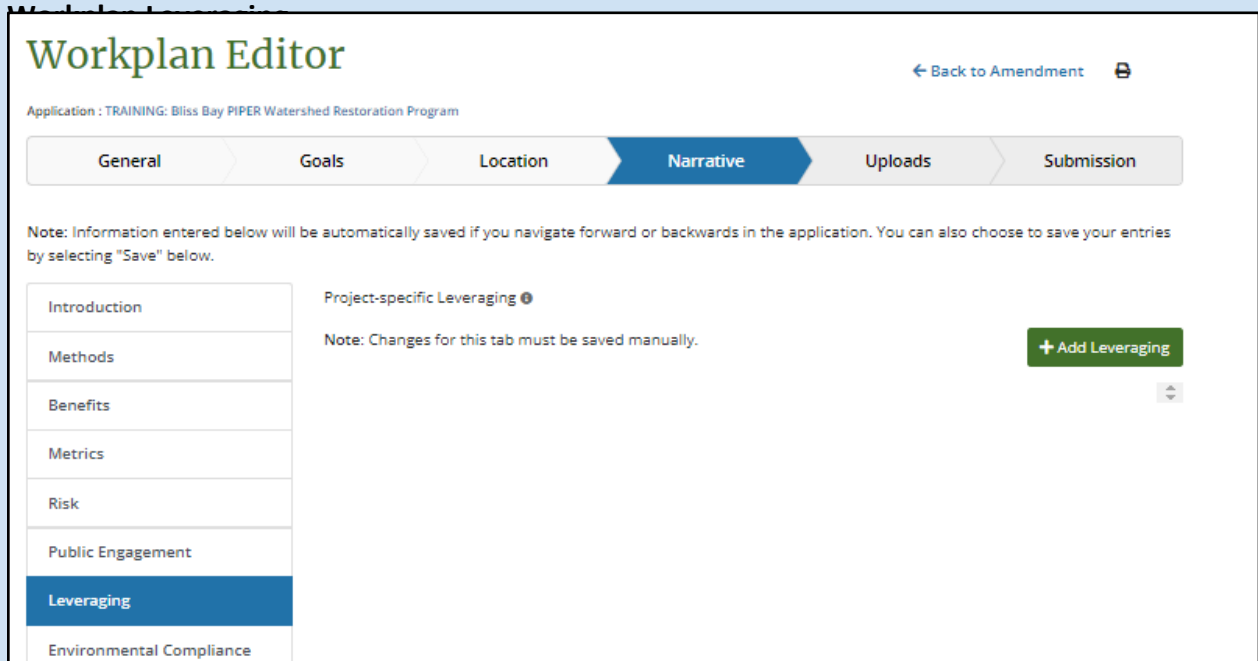 Workplan Leveraging
Workplan Editor
← Back to Amendment
Application : TRAINING: Bliss Bay PIPER Watershed Restoration Program
General
Goals
Location
Narrative
Uploads
Submission
Note: Information entered below will be automatically saved if you navigate forward or backwards in the application. You can also choose to save your entries
by selecting "Save" below.
Introduction
Methods
Benefits
Metrics
Risk
Public Engagement
Leveraging
Environmental Compliance
Project-specific Leveraging
Note: Changes for this tab must be saved manually.
+ Add Leveraging